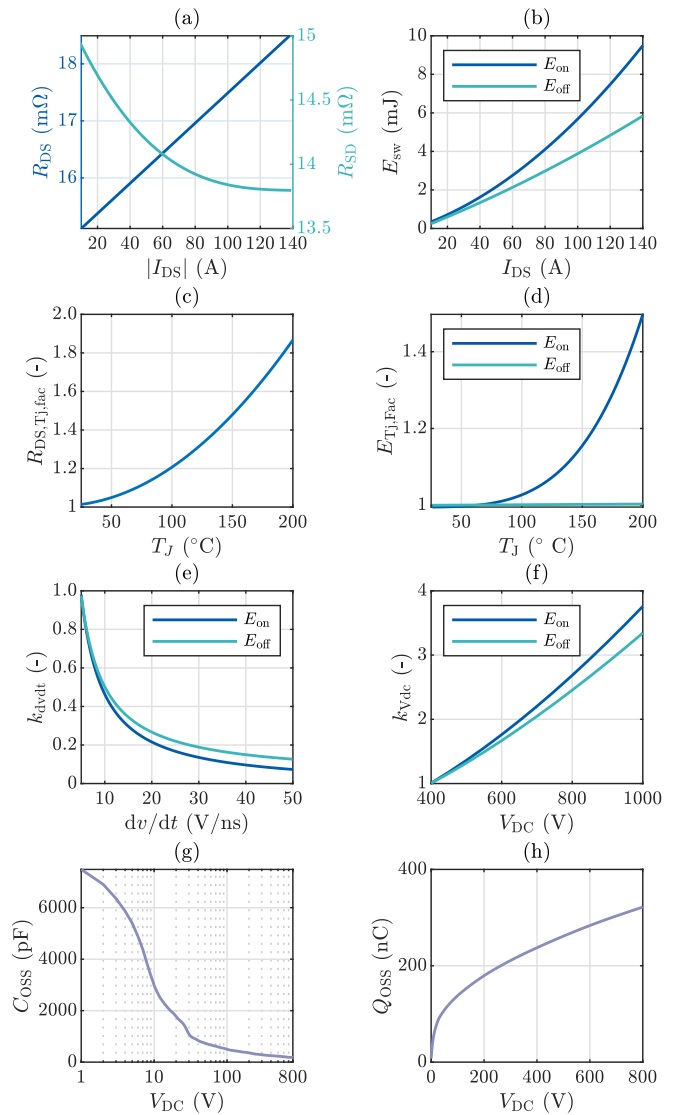 (a)
18
17
16
R_DS (mΩ)
15
14.5
14
13.5
R_SD (mΩ)
20 40 60 80 100 120 140
|I_DS| (A)
(b)
10
8
6
4
2
0
E_sw (mJ)
E_on
E_off
20 40 60 80 100 120 140
I_DS (A)
(c)
2.0
1.8
1.6
1.4
1.2
1
R_DS,Tj,fac (-)
50 100 150 200
T_J (° C)
(d)
1.4
1.2
1
E_Tj,Fac (-)
E_on
E_off
50 100 150 200
T_J (° C)
(e)
1.0
0.8
0.6
0.4
0.2
0
k_dvdt (-)
E_on
E_off
10 20 30 40 50
dv/dt (V/ns)
(f)
4
3
2
1
k_Vdc (-)
E_on
E_off
400 600 800 1000
V_DC (V)
(g)
6000
4000
2000
0
C_OSS (pF)
1 10 100 800
V_DC (V)
(h)
400
200
0
Q_OSS (nC)
0 200 400 600 800
V_DC (V)